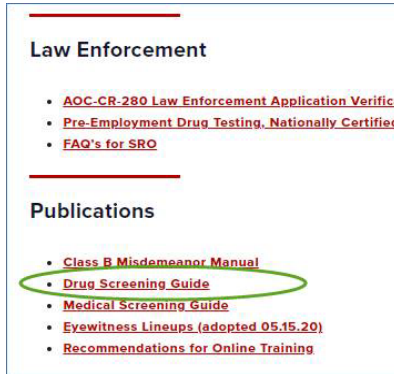 Law Enforcement
AOC-CR-280 Law Enforcement Application Verific
Pre-Employment Drug Testing, Nationally Certified
FAQ's for SRO
Publications
Class B Misdemeanor Manual
Drug Screening Guide
Medical Screening Guide
Eyewitness Lineups (adopted 05.15.20)
Recommendations for Online Training